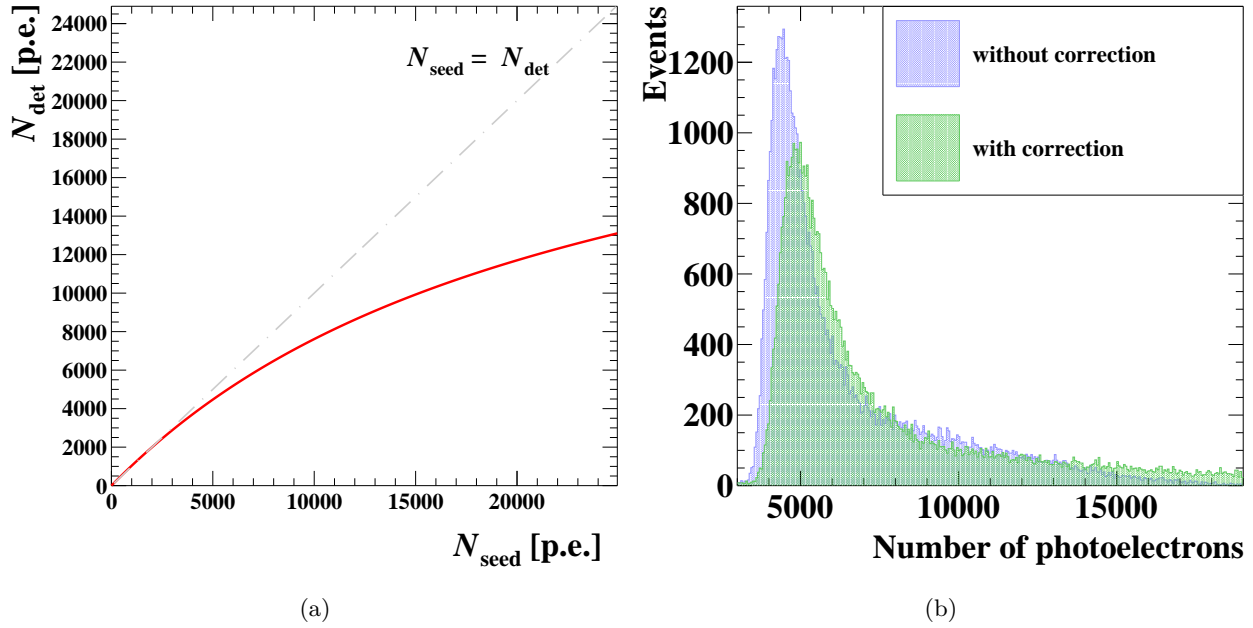 N_det [p.e.]
24000
22000
20000
18000
16000
14000
12000
10000
8000
6000
4000
2000
0
N_seed = N_det
0 5000 10000 15000 20000
N_seed [p.e.]
(a)
Events
1200
1000
800
600
400
200
0
without correction
with correction
5000 10000 15000
Number of photoelectrons
(b)